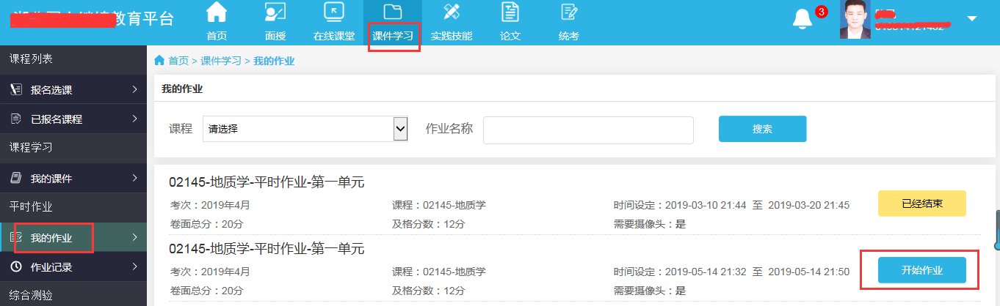 教育平台
首页 面授 在线课堂 课件学习 实践技能 论文 统考
3
课程列表
报名选课
已报名课程
课程学习
我的课件
平时作业
我的作业
作业记录
综合测验
首页 > 课件学习 > 我的作业
我的作业
课程 请选择 作业名称 搜索
02145-地质学-平时作业-第一单元
考次：2019年4月 课程：02145-地质学 时间设定：2019-03-10 21:44 至 2019-03-20 21:45 已经结束
卷面总分：20分 及格分数：12分 需要摄像头：是
02145-地质学-平时作业-第一单元
考次：2019年4月 课程：02145-地质学 时间设定：2019-05-14 21:32 至 2019-05-14 21:50 开始作业
卷面总分：20分 及格分数：12分 需要摄像头：是